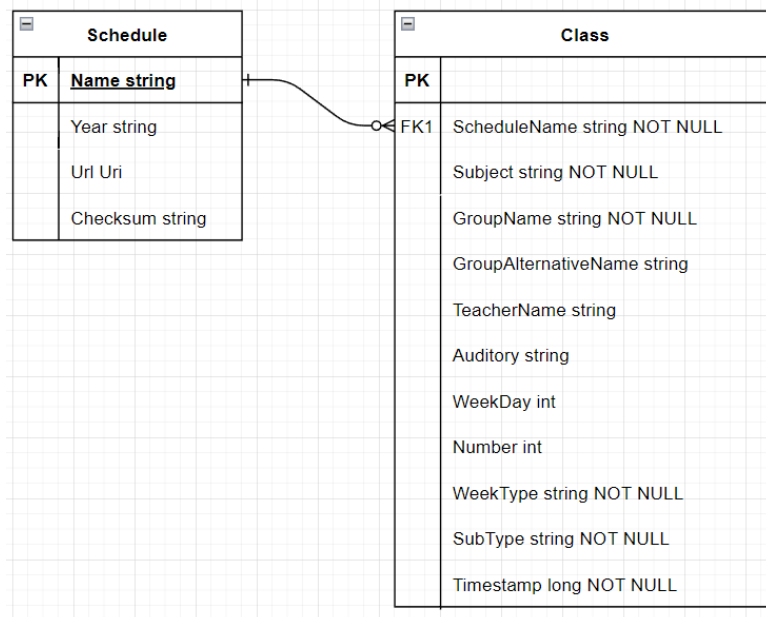 Schedule
PK Name string
Year string
Url Uri
Checksum string
Class
PK
FK1 ScheduleName string NOT NULL
Subject string NOT NULL
GroupName string NOT NULL
GroupAlternativeName string
TeacherName string
Auditory string
WeekDay int
Number int
WeekType string NOT NULL
SubType string NOT NULL
Timestamp long NOT NULL